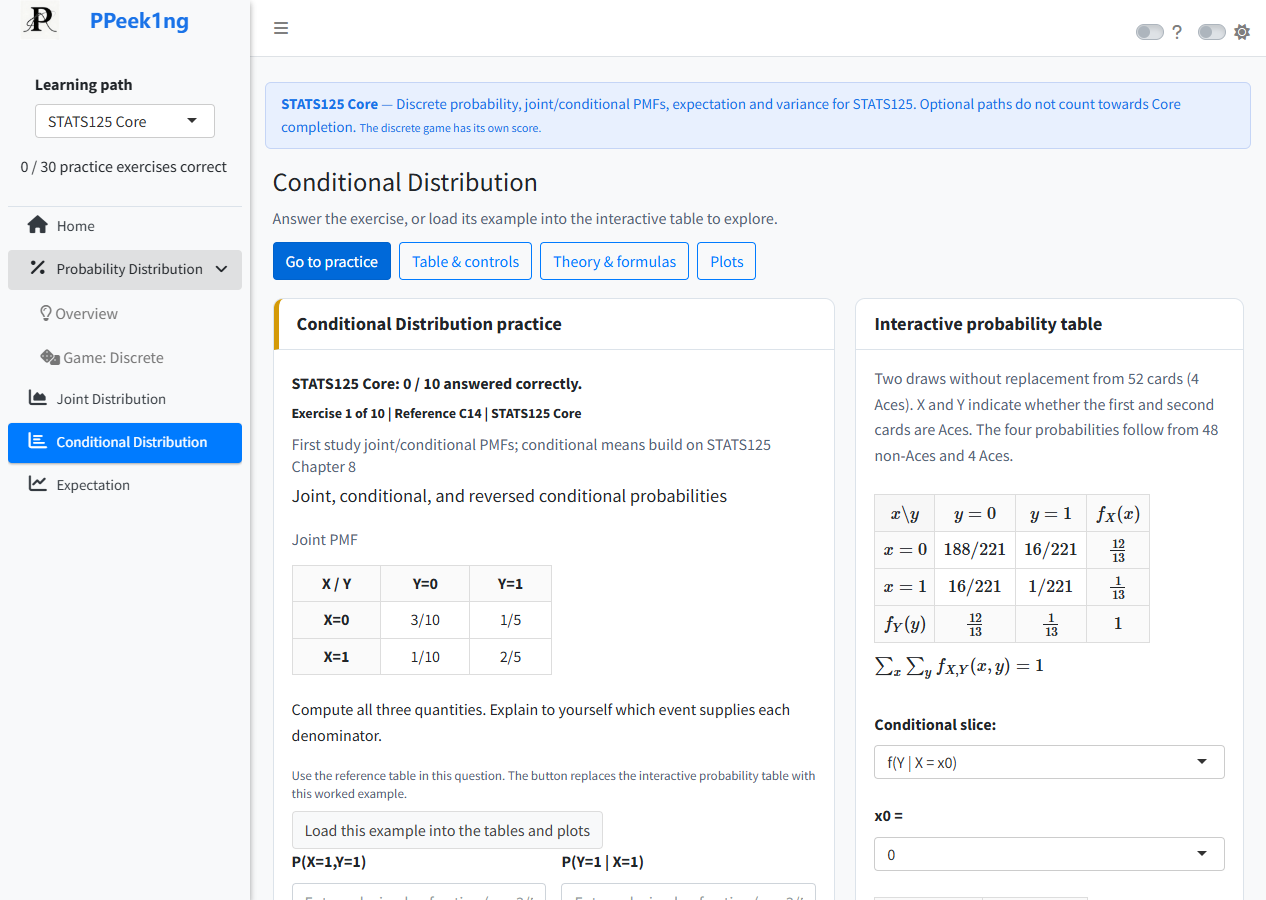 PPeek1ng
Learning path
STATS125 Core
0 / 30 practice exercises correct
Home
Probability Distribution
Overview
Game: Discrete
Joint Distribution
Conditional Distribution
Expectation
?
STATS125 Core — Discrete probability, joint/conditional PMFs, expectation and variance for STATS125. Optional paths do not count towards Core
completion. The discrete game has its own score.
Conditional Distribution
Answer the exercise, or load its example into the interactive table to explore.
Go to practice
Table & controls
Theory & formulas
Plots
Conditional Distribution practice
STATS125 Core: 0 / 10 answered correctly.
Exercise 1 of 10 | Reference C14 | STATS125 Core
First study joint/conditional PMFs; conditional means build on STATS125
Chapter 8
Joint, conditional, and reversed conditional probabilities
Joint PMF
X / Y Y=0 Y=1
X=0 3/10 1/5
X=1 1/10 2/5
Compute all three quantities. Explain to yourself which event supplies each
denominator.
Use the reference table in this question. The button replaces the interactive probability table with
this worked example.
Load this example into the tables and plots
P(X=1,Y=1) P(Y=1 | X=1)
Interactive probability table
Two draws without replacement from 52 cards (4
Aces). X and Y indicate whether the first and second
cards are Aces. The four probabilities follow from 48
non-Aces and 4 Aces.
x\y y = 0 y = 1 f_X(x)
x = 0 188/221 16/221 12/13
x = 1 16/221 1/221 1/13
f_Y(y) 12/13 1/13 1
∑_x ∑_y f_{X,Y}(x, y) = 1
Conditional slice:
f(Y | X = x0)
x0 =
0